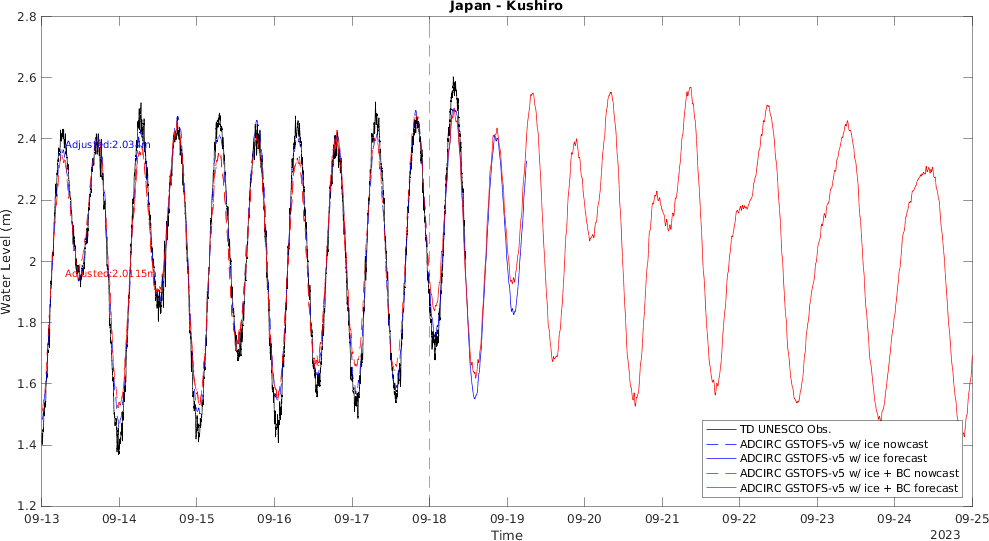 Japan - Kushiro
2.8
2.6
2.4
2.2
2
1.8
1.6
1.4
1.2
Water Level (m)
Adjusted:2.034m
Adjusted:2.0115m
TD UNESCO Obs.
ADCIRC GSTOFS-v5 w/ ice nowcast
ADCIRC GSTOFS-v5 w/ ice forecast
ADCIRC GSTOFS-v5 w/ ice + BC nowcast
ADCIRC GSTOFS-v5 w/ ice + BC forecast
09-13 09-14 09-15 09-16 09-17 09-18 09-19 09-20 09-21 09-22 09-23 09-24 09-25
Time
2023